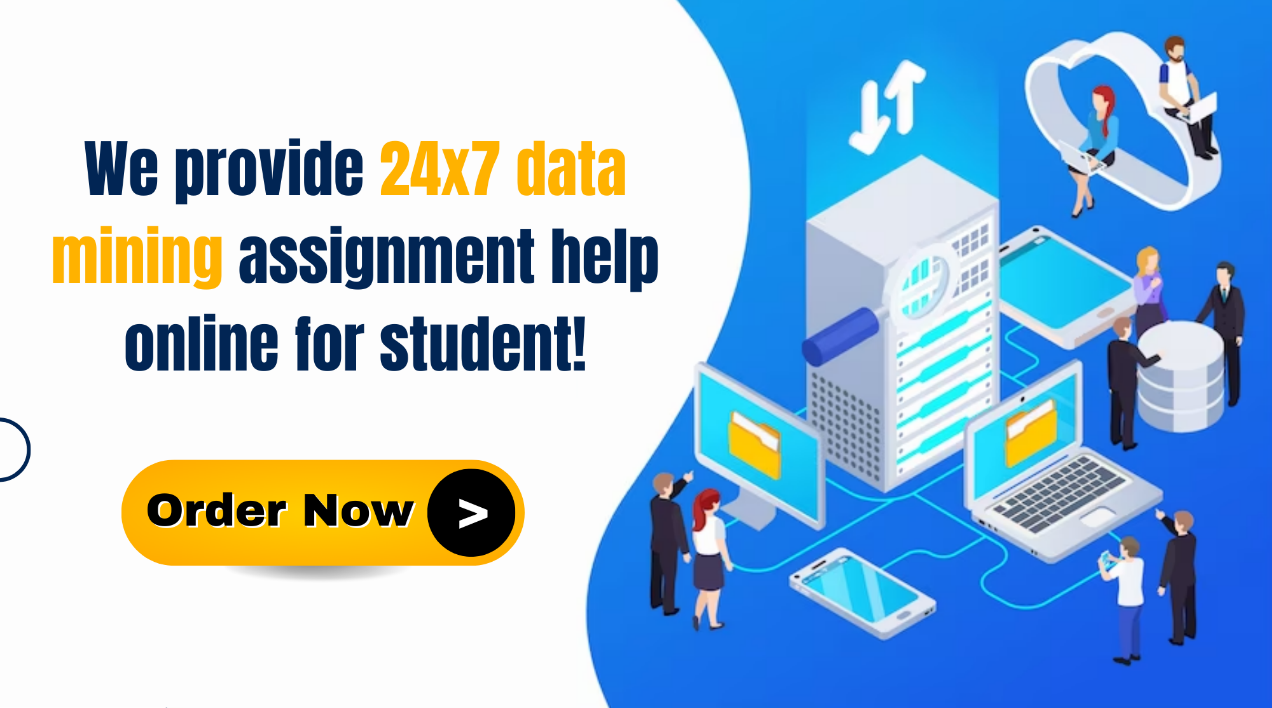 We provide 24x7 data
mining assignment help
online for student!
Order Now >